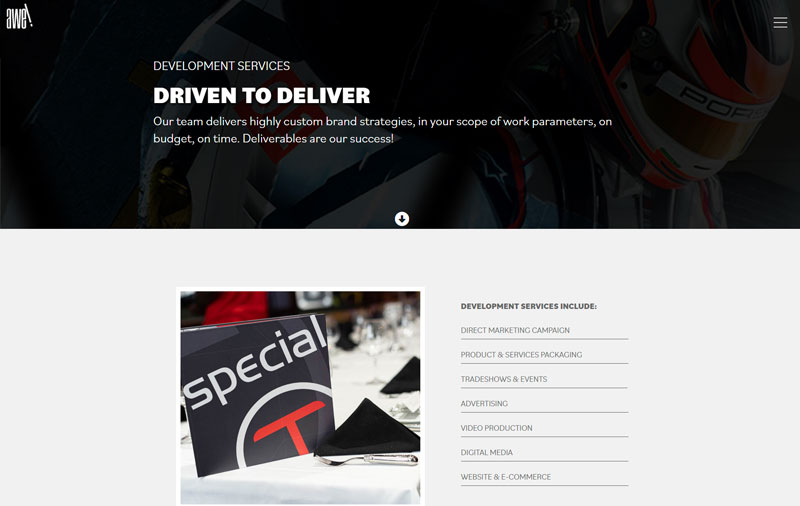 awe!
DEVELOPMENT SERVICES
DRIVEN TO DELIVER
Our team delivers highly custom brand strategies, in your scope of work parameters, on
budget, on time. Deliverables are our success!
special
T
DEVELOPMENT SERVICES INCLUDE:
DIRECT MARKETING CAMPAIGN
PRODUCT & SERVICES PACKAGING
TRADESHOWS & EVENTS
ADVERTISING
VIDEO PRODUCTION
DIGITAL MEDIA
WEBSITE & E-COMMERCE